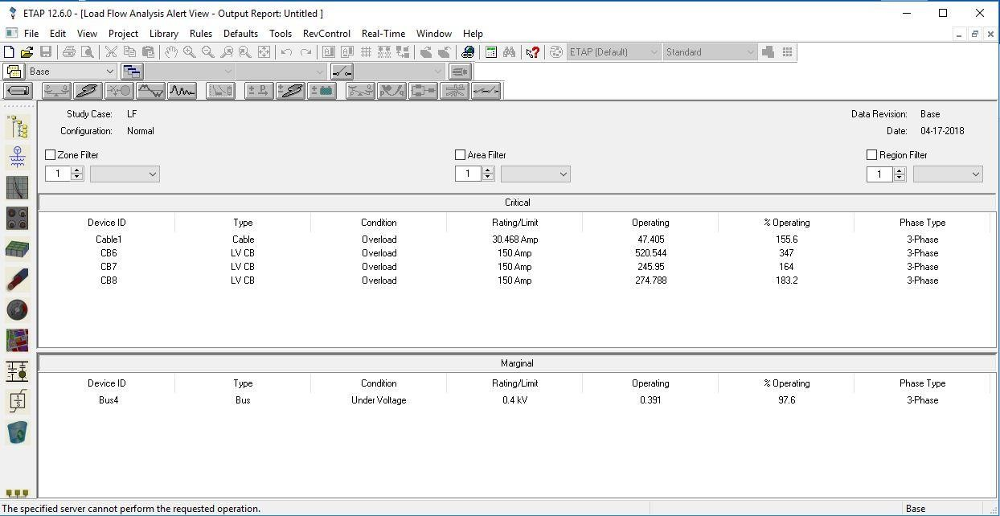 ETAP 12.6.0 - [Load Flow Analysis Alert View - Output Report: Untitled ]
File Edit View Project Library Rules Defaults Tools RevControl Real-Time Window Help
ETAP (Default) Standard
Base
Study Case: LF Data Revision: Base
Configuration: Normal Date: 04-17-2018
Zone Filter Area Filter Region Filter
1 1 1
Critical
Device ID Type Condition Rating/Limit Operating % Operating Phase Type
Cable1 Cable Overload 30.468 Amp 47.405 155.6 3-Phase
CB6 LV CB Overload 150 Amp 520.544 347 3-Phase
CB7 LV CB Overload 150 Amp 245.95 164 3-Phase
CB8 LV CB Overload 150 Amp 274.788 183.2 3-Phase
Marginal
Device ID Type Condition Rating/Limit Operating % Operating Phase Type
Bus4 Bus Under Voltage 0.4 kV 0.391 97.6 3-Phase
The specified server cannot perform the requested operation. Base